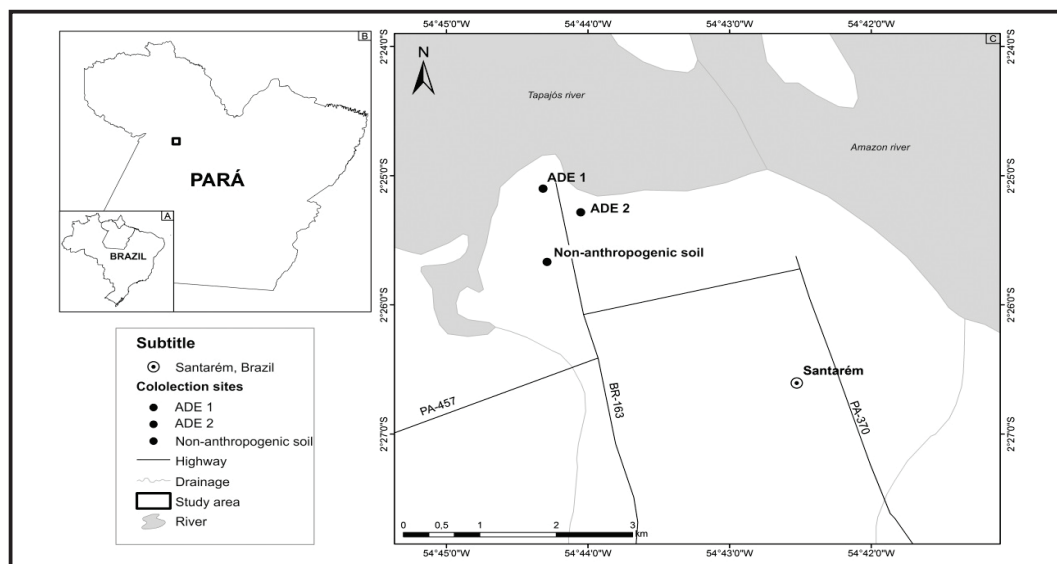 B
PARÁ
A
BRAZIL
Subtitle
Santarém, Brazil
Cololection sites
ADE 1
ADE 2
Non-anthropogenic soil
Highway
Drainage
Study area
River
54°45'0"W
54°44'0"W
54°43'0"W
54°42'0"W
C
N
Tapajós river
Amazon river
ADE 1
ADE 2
Non-anthropogenic soil
Santarém
PA-457
BR-163
PA-370
0 0,5 1 2 3
km
2°24'0"S
2°25'0"S
2°26'0"S
2°27'0"S
2°24'0"S
2°25'0"S
2°26'0"S
2°27'0"S
54°45'0"W
54°44'0"W
54°43'0"W
54°42'0"W